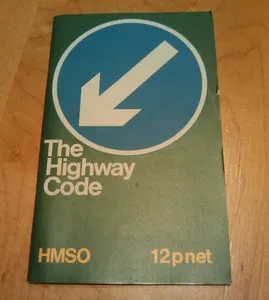 The
Highway
Code
HMSO 12p net